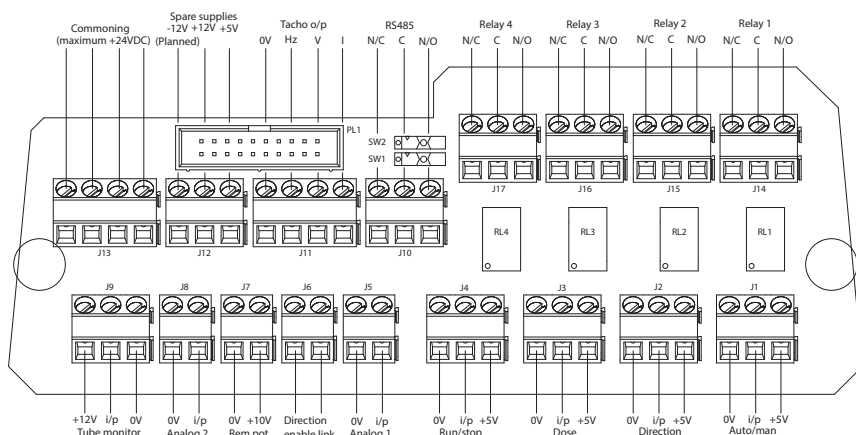 Commoning
(maximum +24VDC)
Spare supplies
-12V +12V +5V
(Planned)
Tacho o/p
0V Hz V I
RS485
N/C C N/O
Relay 4
N/C C N/O
Relay 3
N/C C N/O
Relay 2
N/C C N/O
Relay 1
N/C C N/O
PL1
SW2
SW1
J17 J16 J15 J14
J13 J12 J11 J10
RL4 RL3 RL2 RL1
J9 J8 J7 J6 J5 J4 J3 J2 J1
+12V i/p 0V
Tube monitor
0V i/p
Analog 2
0V +10V
Rem pot
Direction
enable link
0V i/p
Analog 1
0V i/p +5V
Run/stop
0V i/p +5V
Dose
0V i/p +5V
Direction
0V i/p +5V
Auto/man